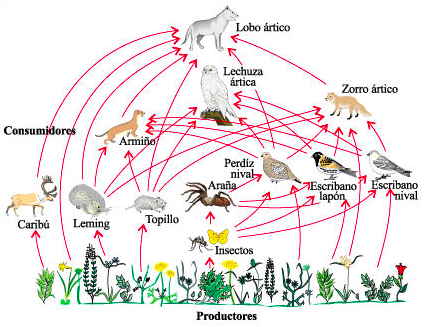 Lobo ártico
Lechuza
ártica
Zorro ártico
Consumidores
Armiño
Perdíz
nival
Araña
Escribano
lapón
Escribano
nival
Caribú
Leming
Topillo
Insectos
Productores